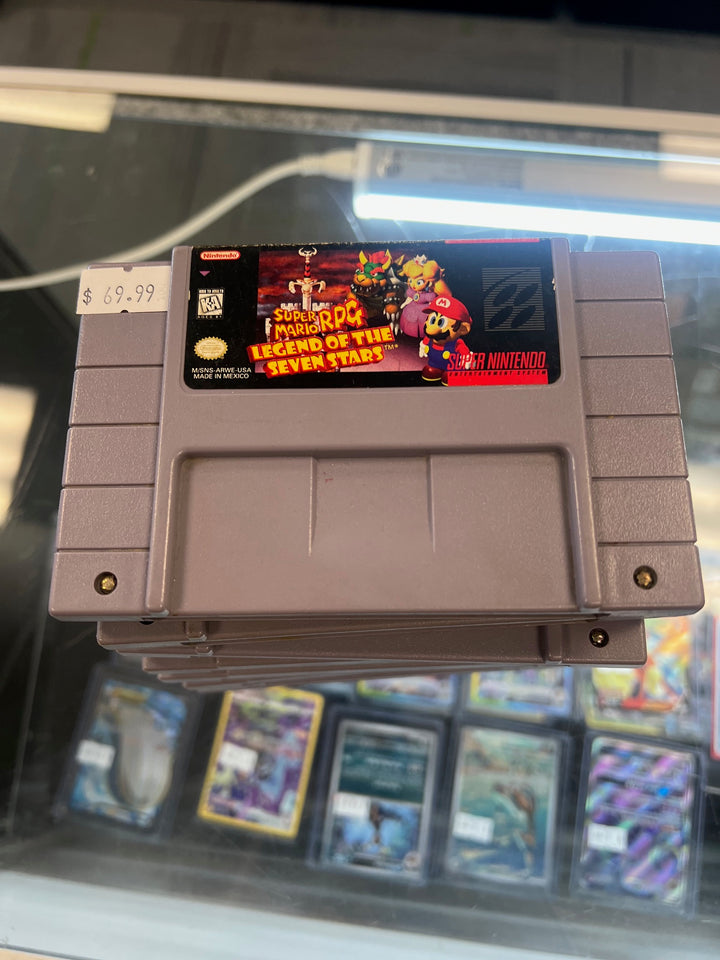 $ 69.99
Nintendo
K-A
SUPER
MARIO RPG
LEGEND OF THE
SEVEN STARS™
M/SNS-ARWE-USA
MADE IN MEXICO
SUPER NINTENDO
ENTERTAINMENT SYSTEM